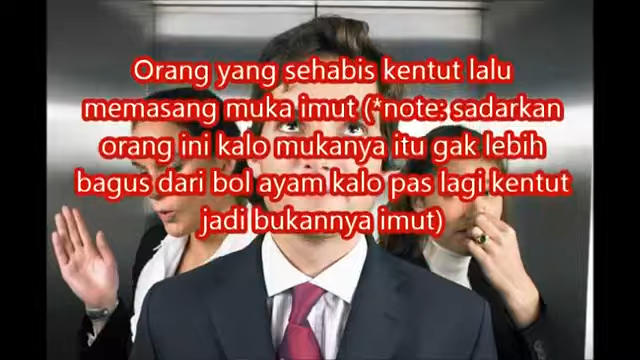 Orang yang sehabis kentut lalu
memasang muka imut (*note: sadarkan
orang ini kalo mukanya itu gak lebih
bagus dari bol ayam kalo pas lagi kentut
jadi bukannya imut)